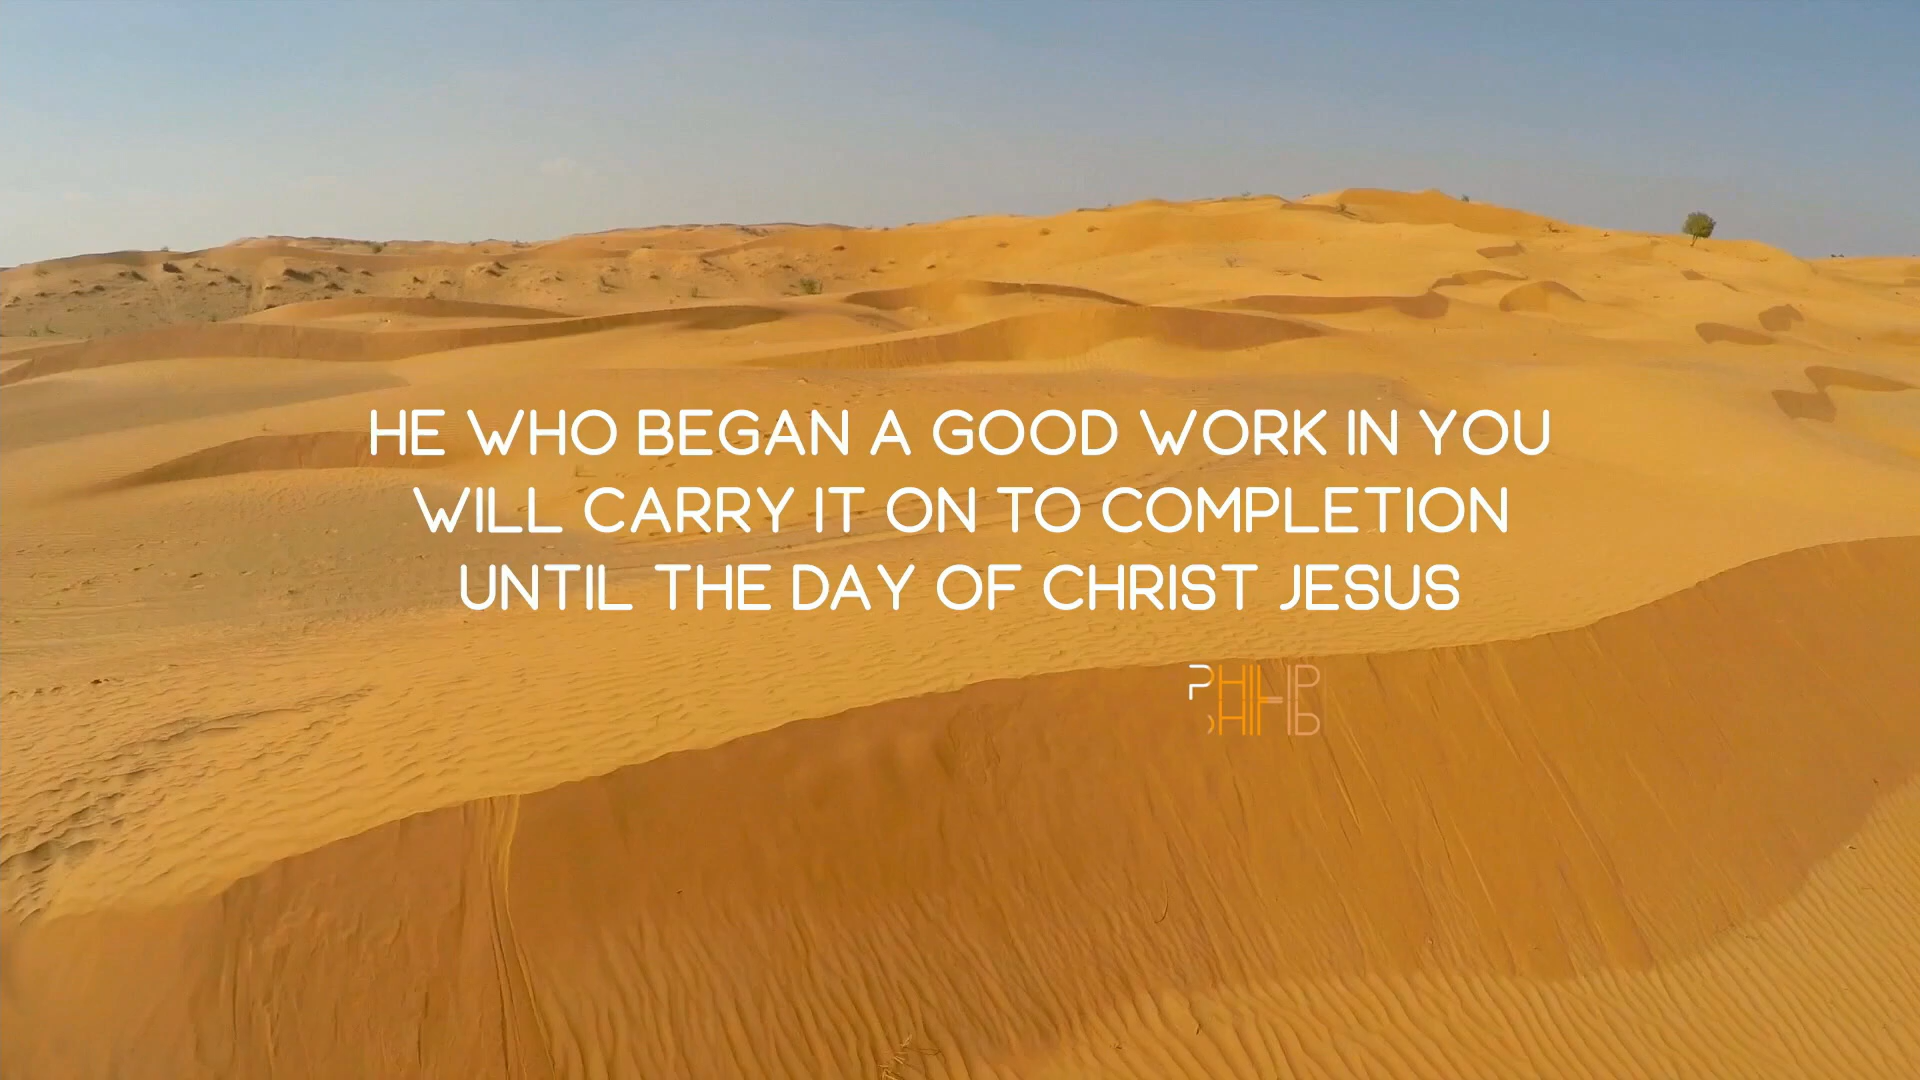 HE WHO BEGAN A GOOD WORK IN YOU
WILL CARRY IT ON TO COMPLETION
UNTIL THE DAY OF CHRIST JESUS